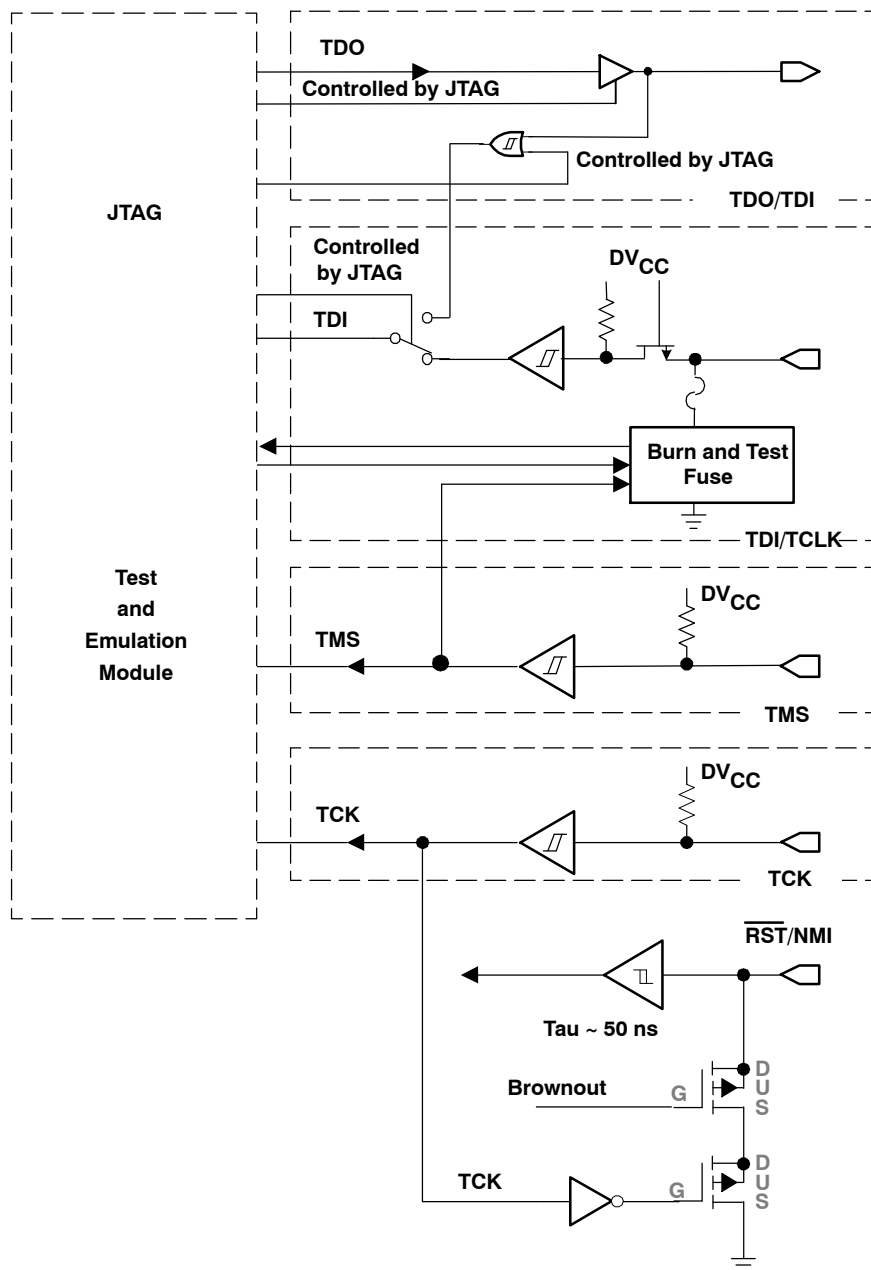 TDO
Controlled by JTAG
Controlled by JTAG
TDO/TDI
JTAG
Controlled
by JTAG
DVCC
TDI
Burn and Test
Fuse
TDI/TCLK
Test
and
Emulation
Module
DVCC
TMS
TMS
DVCC
TCK
TCK
RST/NMI
Tau ~ 50 ns
Brownout
G
D
U
S
TCK
G
D
U
S